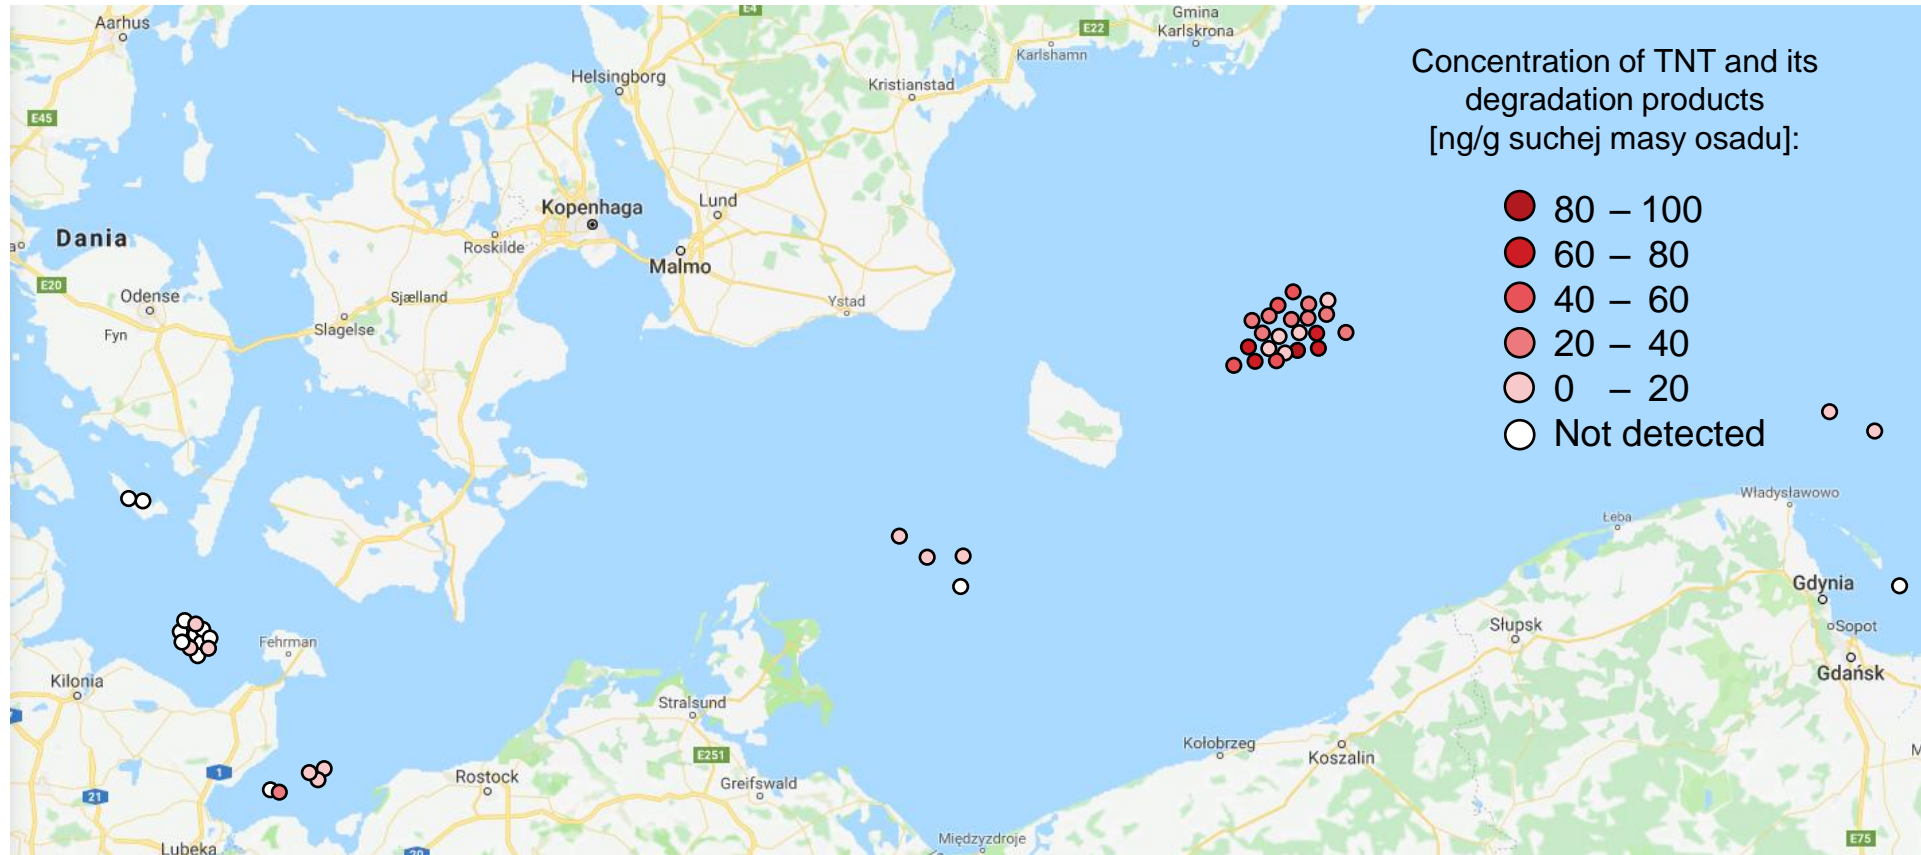 Aarhus
E4
Gmina
Karlskrona
E22
Karlshamn
Helsingborg
Kristianstad
E45
Concentration of TNT and its
degradation products
[ng/g suchej masy osadu]:
80 – 100
60 – 80
40 – 60
20 – 40
0 – 20
Not detected
Kopenhaga
Lund
Roskilde
Malmo
Dania
E20
Odense
Sjælland
Slagelse
Fyn
Ystad
Władysławowo
Łeba
Gdynia
Słupsk
Sopot
Gdańsk
Fehrman
Kilonia
Stralsund
E251
Kołobrzeg
Koszalin
1
21
Rostock
Greifswald
Międzyzdroje
E75
Lubeka
20